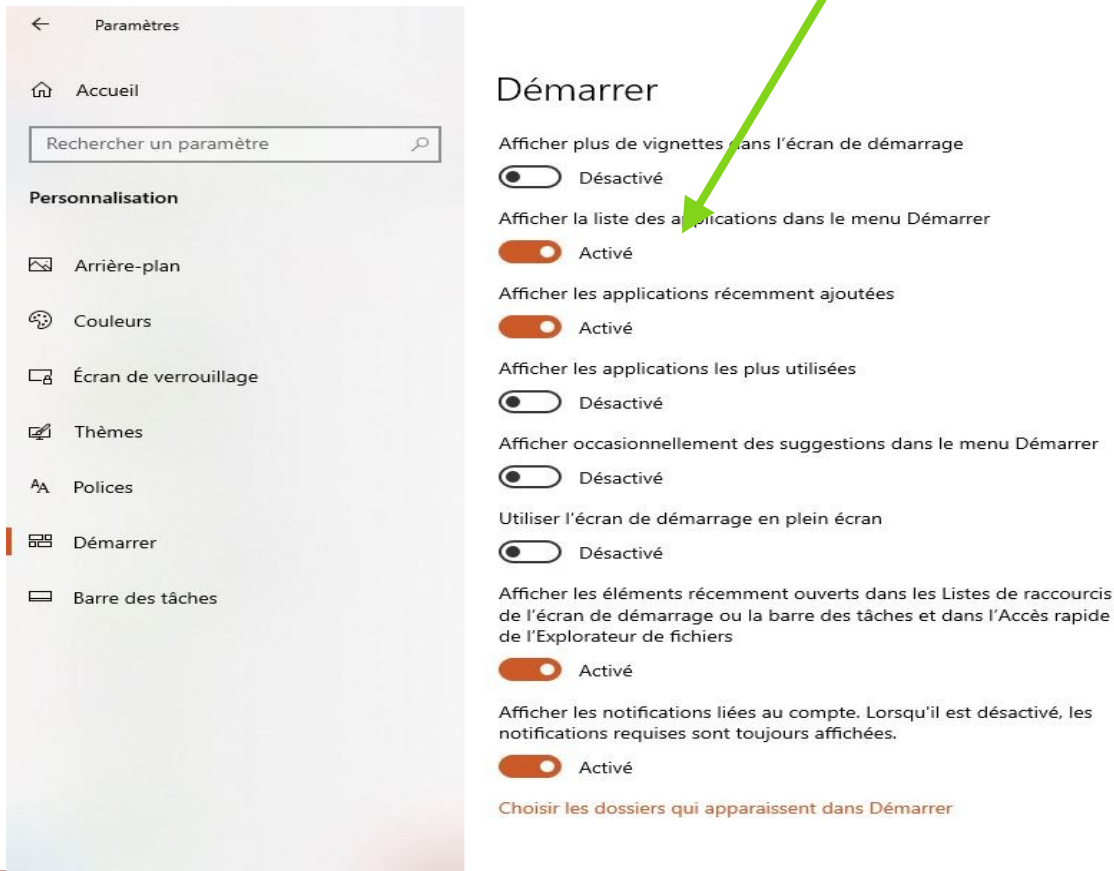 Paramètres
Accueil
Rechercher un paramètre
Personnalisation
Arrière-plan
Couleurs
Écran de verrouillage
Thèmes
Polices
Démarrer
Barre des tâches
Démarrer
Afficher plus de vignettes dans l'écran de démarrage
Désactivé
Afficher la liste des applications dans le menu Démarrer
Activé
Afficher les applications récemment ajoutées
Activé
Afficher les applications les plus utilisées
Désactivé
Afficher occasionnellement des suggestions dans le menu Démarrer
Désactivé
Utiliser l'écran de démarrage en plein écran
Désactivé
Afficher les éléments récemment ouverts dans les Listes de raccourcis
de l'écran de démarrage ou la barre des tâches et dans l'Accès rapide
de l'Explorateur de fichiers
Activé
Afficher les notifications liées au compte. Lorsqu'il est désactivé, les
notifications requises sont toujours affichées.
Activé
Choisir les dossiers qui apparaissent dans Démarrer